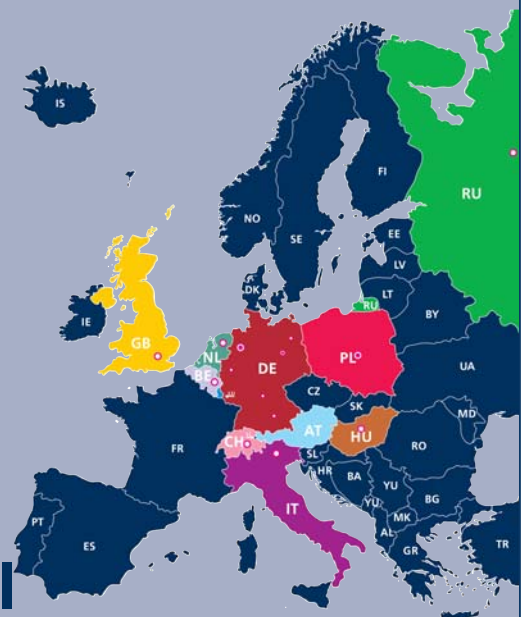 IS
FI
RU
NO
SE
EE
LV
DK
LT
RU
BY
IE
GB
NL
DE
PL
BE
UA
CZ
SK
MD
AT
HU
CH
FR
SL
RO
HR
BA
YU
IT
YU
BG
PT
MK
AL
ES
GR
TR